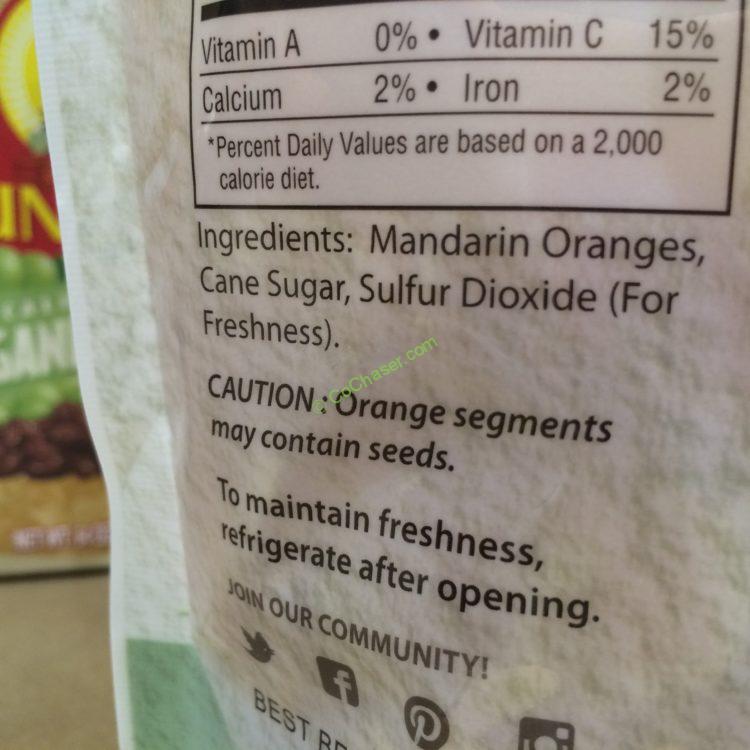 Vitamin A 0% • Vitamin C 15%
Calcium 2% • Iron 2%
*Percent Daily Values are based on a 2,000
calorie diet.
Ingredients: Mandarin Oranges,
Cane Sugar, Sulfur Dioxide (For
Freshness).
© CoChaser.com
CAUTION: Orange segments
may contain seeds.
To maintain freshness,
refrigerate after opening.
JOIN OUR COMMUNITY!
BEST